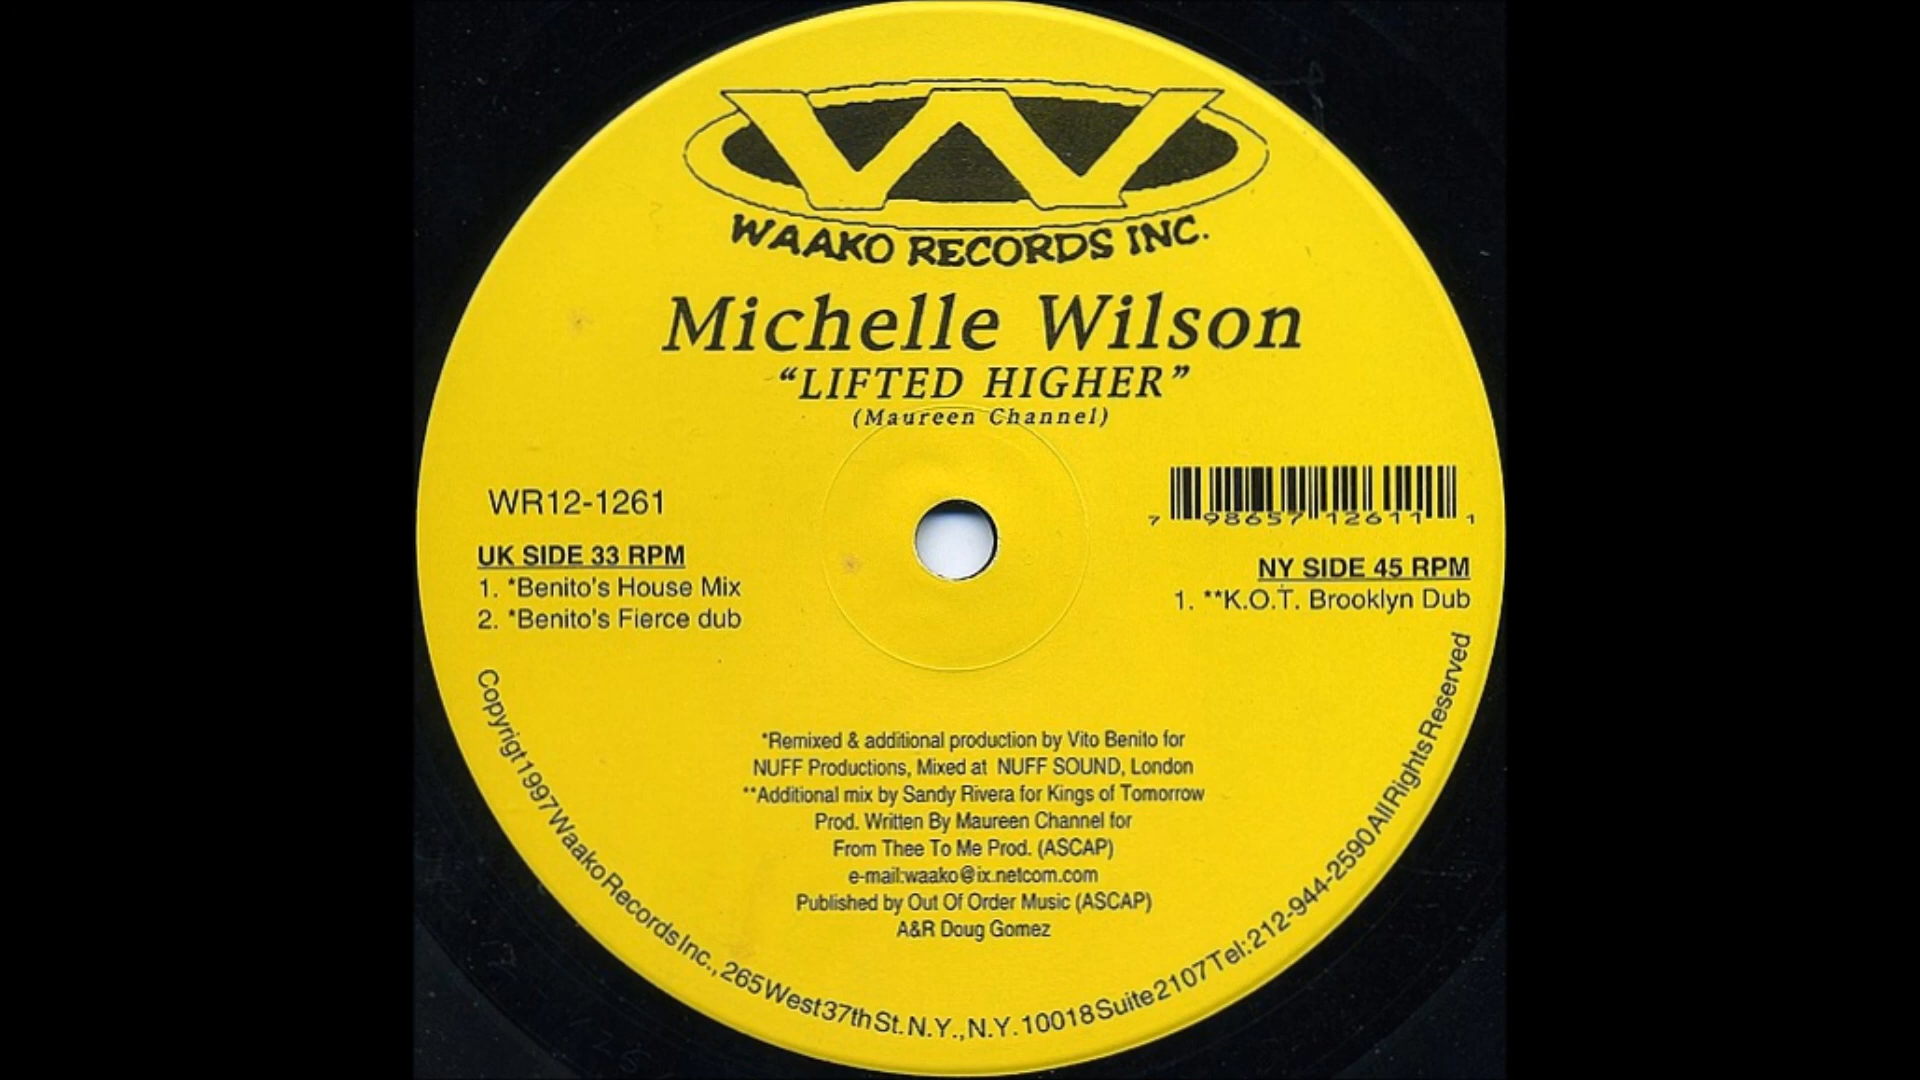 W
WAAKO RECORDS INC.
Michelle Wilson
“LIFTED HIGHER”
(Maureen Channel)
WR12-1261
UK SIDE 33 RPM
1. *Benito's House Mix
2. *Benito's Fierce dub
7 98657 12611 1
NY SIDE 45 RPM
1. **K.O.T. Brooklyn Dub
*Remixed & additional production by Vito Benito for
NUFF Productions, Mixed at NUFF SOUND, London
**Additional mix by Sandy Rivera for Kings of Tomorrow
Prod. Written By Maureen Channel for
From Thee To Me Prod. (ASCAP)
e-mail:waako@ix.netcom.com
Published by Out Of Order Music (ASCAP)
A&R Doug Gomez
Copyrigt 1997 Waako Records Inc., 265 West 37th St. N.Y., N.Y. 10018 Suite 2107 Tel: 212-944-2590 All Rights Reserved